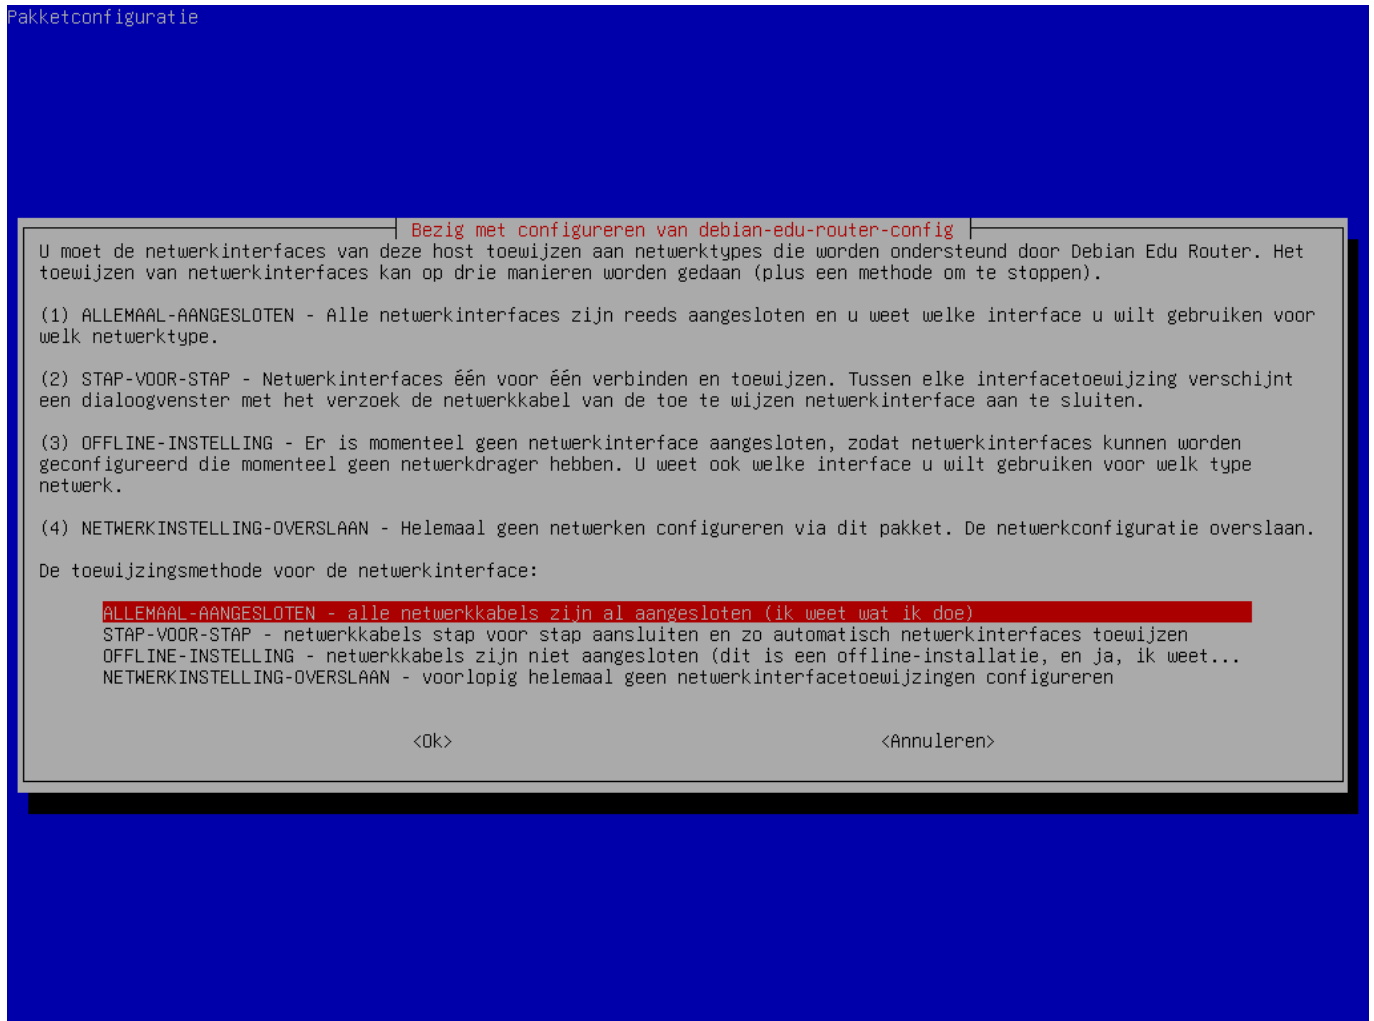 Pakketconfiguratie
Bezig met configureren van debian-edu-router-config
U moet de netwerkinterfaces van deze host toewijzen aan netwerktypes die worden ondersteund door Debian Edu Router. Het
toewijzen van netwerkinterfaces kan op drie manieren worden gedaan (plus een methode om te stoppen).
(1) ALLEMAAL-AANGESLOTEN - Alle netwerkinterfaces zijn reeds aangesloten en u weet welke interface u wilt gebruiken voor
welk netwerktype.
(2) STAP-VOOR-STAP - Netwerkinterfaces één voor één verbinden en toewijzen. Tussen elke interfacetoewijzing verschijnt
een dialoogvenster met het verzoek de netwerkkabel van de toe te wijzen netwerkinterface aan te sluiten.
(3) OFFLINE-INSTELLING - Er is momenteel geen netwerkinterface aangesloten, zodat netwerkinterfaces kunnen worden
geconfigureerd die momenteel geen netwerkdrager hebben. U weet ook welke interface u wilt gebruiken voor welk type
netwerk.
(4) NETWERKINSTELLING-OVERSLAAN - Helemaal geen netwerken configureren via dit pakket. De netwerkconfiguratie overslaan.
De toewijzingsmethode voor de netwerkinterface:
ALLEMAAL-AANGESLOTEN - alle netwerkkabels zijn al aangesloten (ik weet wat ik doe)
STAP-VOOR-STAP - netwerkkabels stap voor stap aansluiten en zo automatisch netwerkinterfaces toewijzen
OFFLINE-INSTELLING - netwerkkabels zijn niet aangesloten (dit is een offline-installatie, en ja, ik weet...
NETWERKINSTELLING-OVERSLAAN - voorlopig helemaal geen netwerkinterfacetoewijzingen configureren
<Ok> <Annuleren>